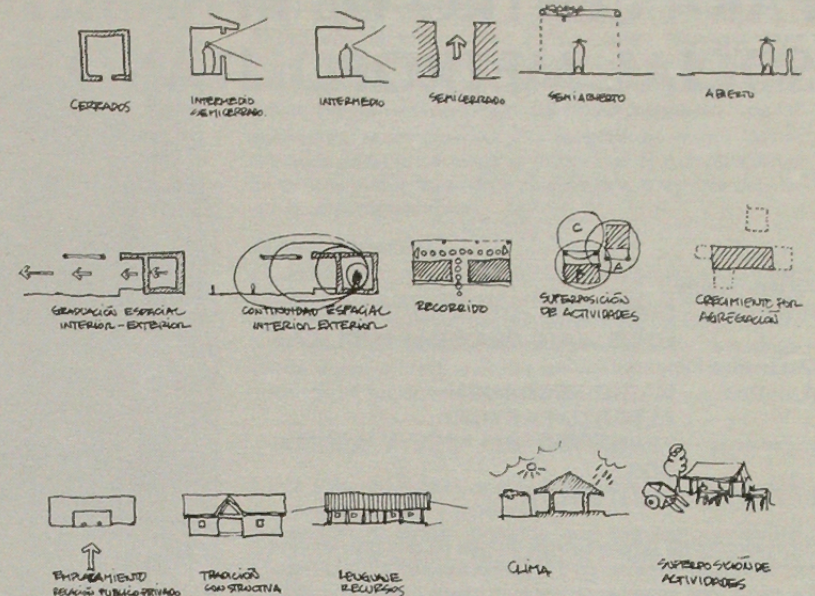 CERRADOS
INTERMEDIO
SEMICERRADO.
INTERMEDIO
SEMICERRADO
SEMIABIERTO
ABIERTO
GRADUACIÓN ESPACIAL
INTERIOR-EXTERIOR
CONTINUIDAD ESPACIAL
INTERIOR EXTERIOR
RECORRIDO
C
A
B
SUPERPOSICIÓN
DE ACTIVIDADES
CRECIMIENTO POR
AGREGACIÓN
EMPLAZAMIENTO
RELACIÓN PUBLICO-PRIVADO
TRADICIÓN
CONSTRUCTIVA
LENGUAJE
RECURSOS
CLIMA
SUPERPOSICIÓN DE
ACTIVIDADES